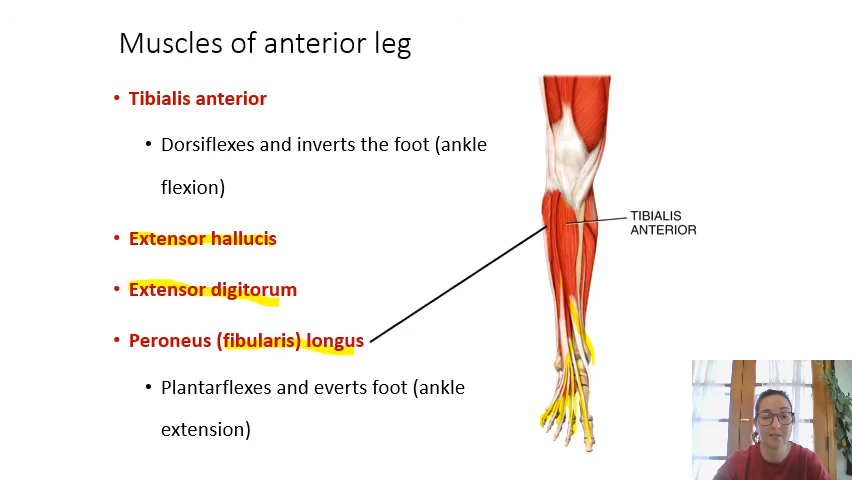 Muscles of anterior leg
• Tibialis anterior
• Dorsiflexes and inverts the foot (ankle
flexion)
• Extensor hallucis
• Extensor digitorum
• Peroneus (fibularis) longus
• Plantarflexes and everts foot (ankle
extension)
TIBIALIS
ANTERIOR